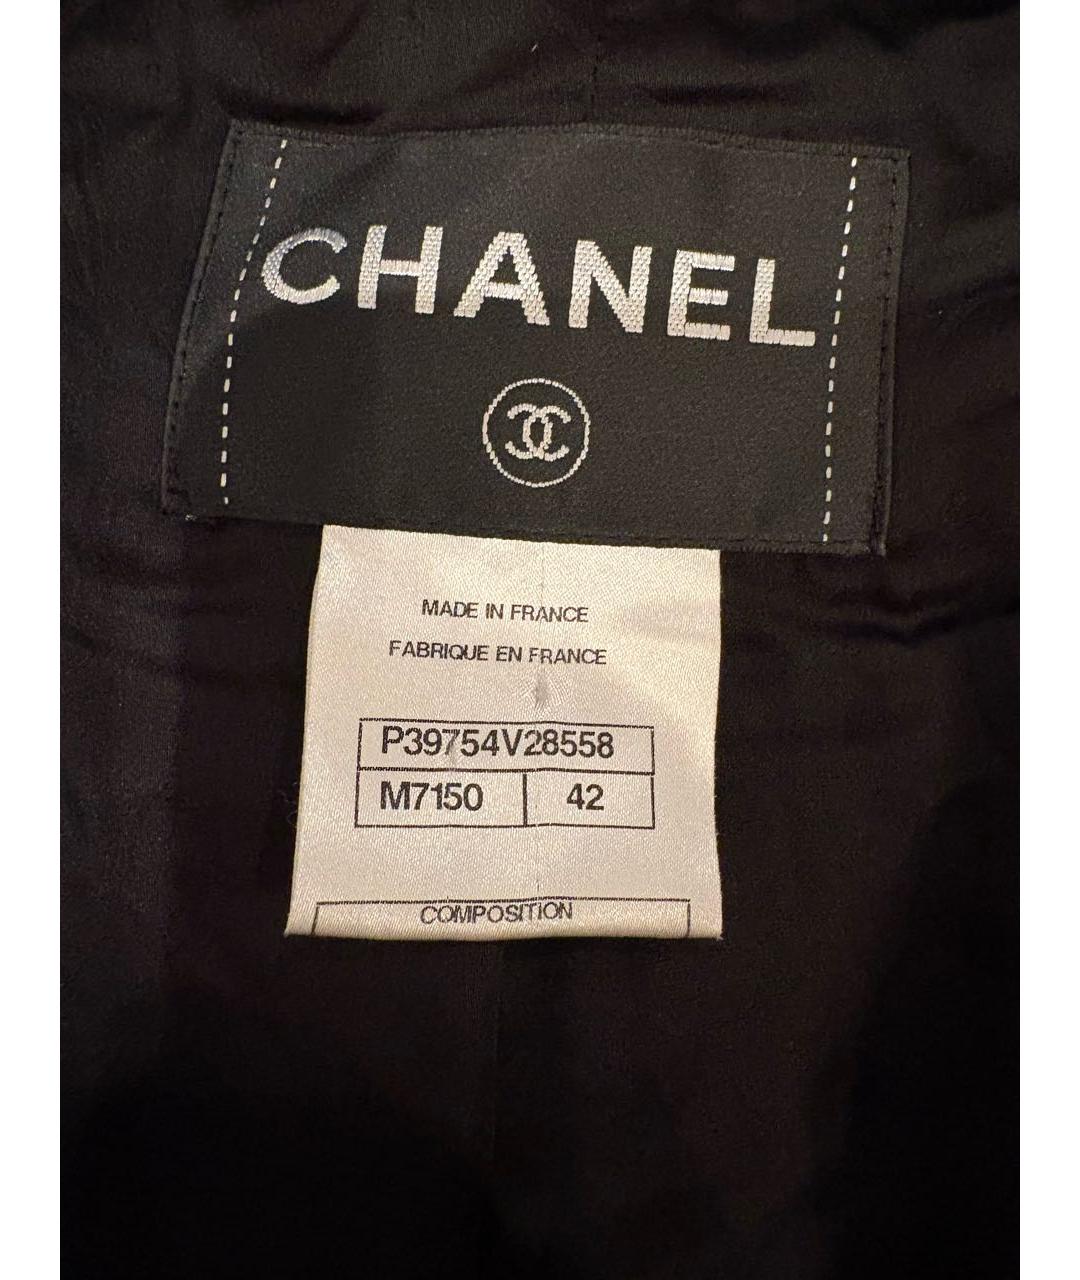 CHANEL
MADE IN FRANCE
FABRIQUE EN FRANCE
P39754V28558
M7150 42
COMPOSITION